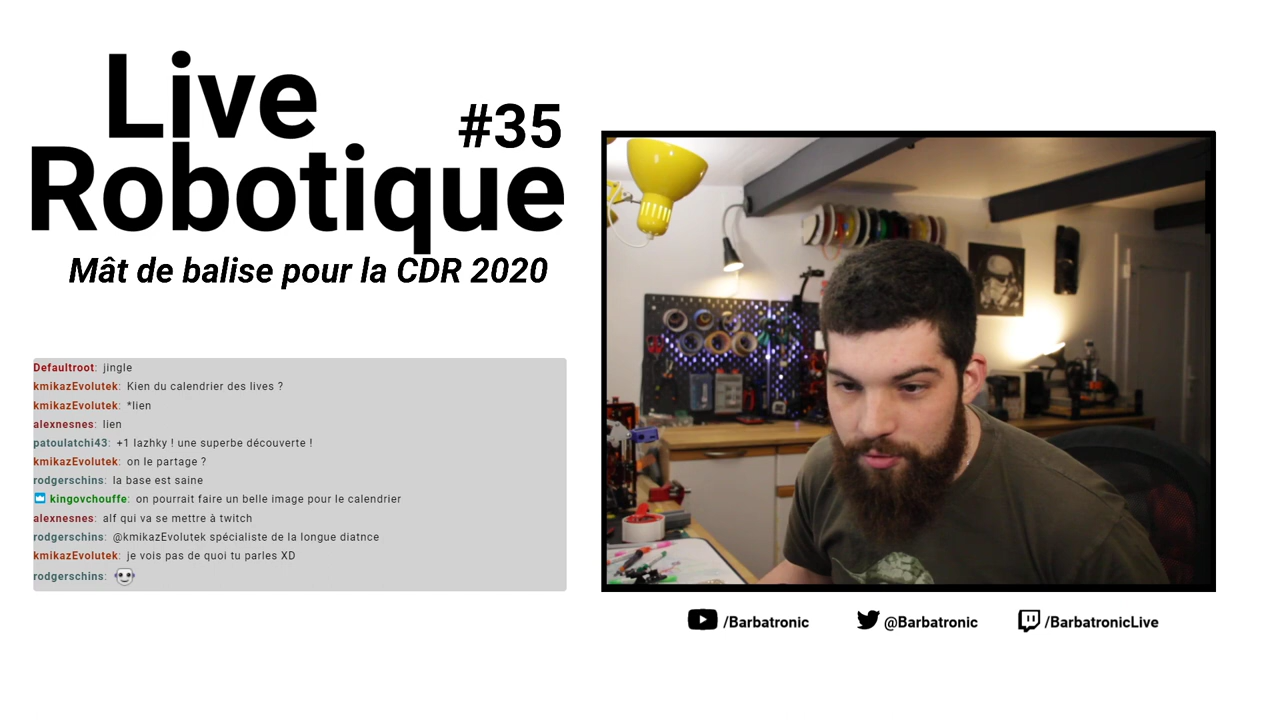 Live
Robotique
#35
Mât de balise pour la CDR 2020
Defaultroot: jingle
kmikazEvolutek: Kien du calendrier des lives ?
kmikazEvolutek: *lien
alexnesnes: lien
patoulatchi43: +1 lazhky ! une superbe découverte !
kmikazEvolutek: on le partage ?
rodgerschins: la base est saine
kingovchouffe: on pourrait faire un belle image pour le calendrier
alexnesnes: alf qui va se mettre à twitch
rodgerschins: @kmikazEvolutek spécialiste de la longue diatnce
kmikazEvolutek: je vois pas de quoi tu parles XD
rodgerschins:
/Barbatronic
@Barbatronic
/BarbatronicLive